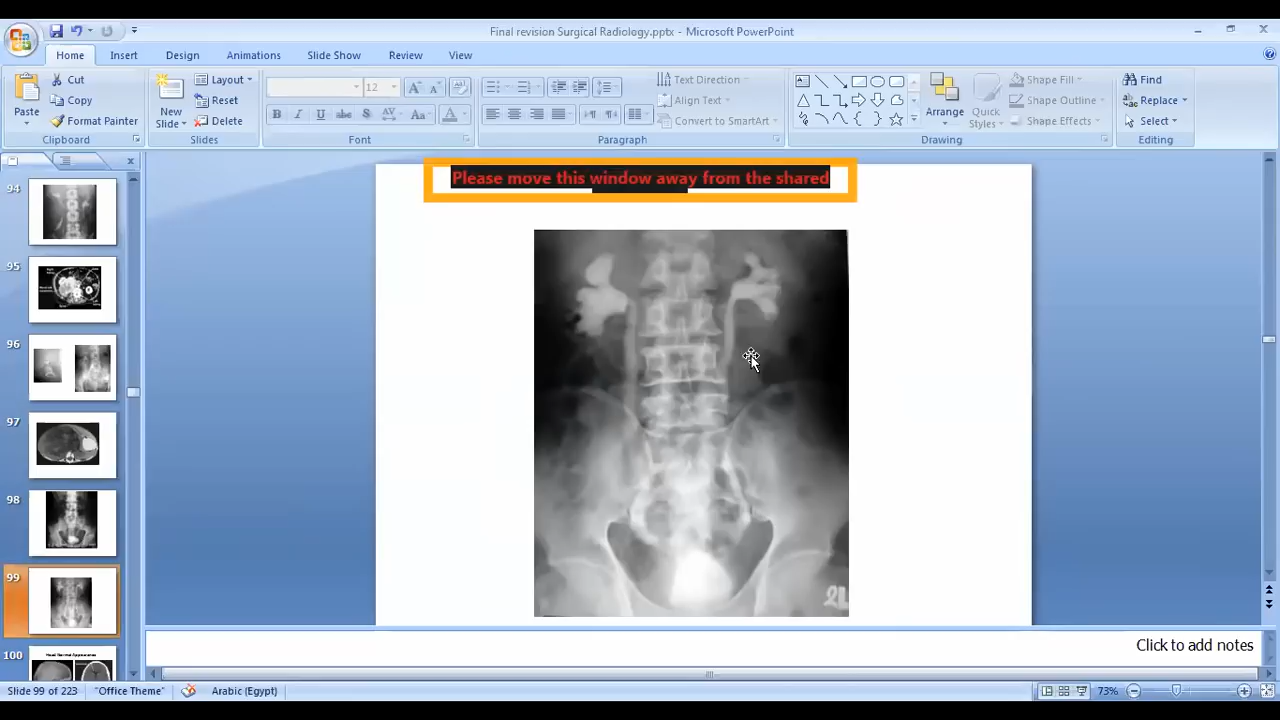 Final revision Surgical Radiology.pptx - Microsoft PowerPoint
Home Insert Design Animations Slide Show Review View
Paste
Cut
Copy
Format Painter
Clipboard
New Slide
Layout
Reset
Delete
Slides
12
B I U abc S AV Aa
Font
Text Direction
Align Text
Convert to SmartArt
Paragraph
Arrange
Quick Styles
Shape Fill
Shape Outline
Shape Effects
Drawing
Find
Replace
Select
Editing
94
95
96
97
98
99
100
Please move this window away from the shared
Click to add notes
Slide 99 of 223 "Office Theme" Arabic (Egypt) 73%